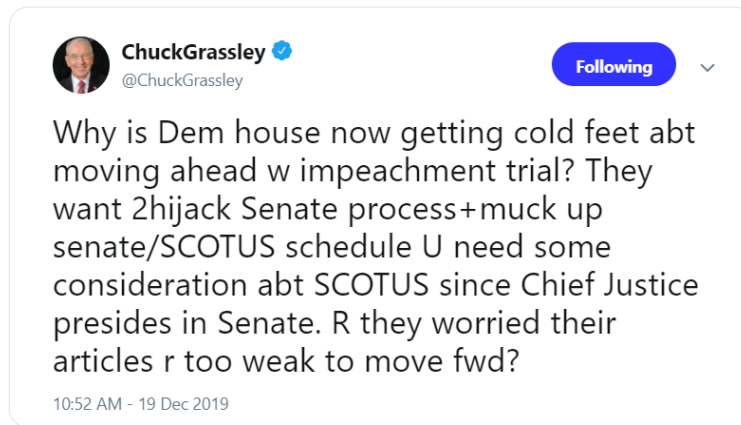 ChuckGrassley
@ChuckGrassley
Following
Why is Dem house now getting cold feet abt
moving ahead w impeachment trial? They
want 2hijack Senate process+muck up
senate/SCOTUS schedule U need some
consideration abt SCOTUS since Chief Justice
presides in Senate. R they worried their
articles r too weak to move fwd?
10:52 AM - 19 Dec 2019